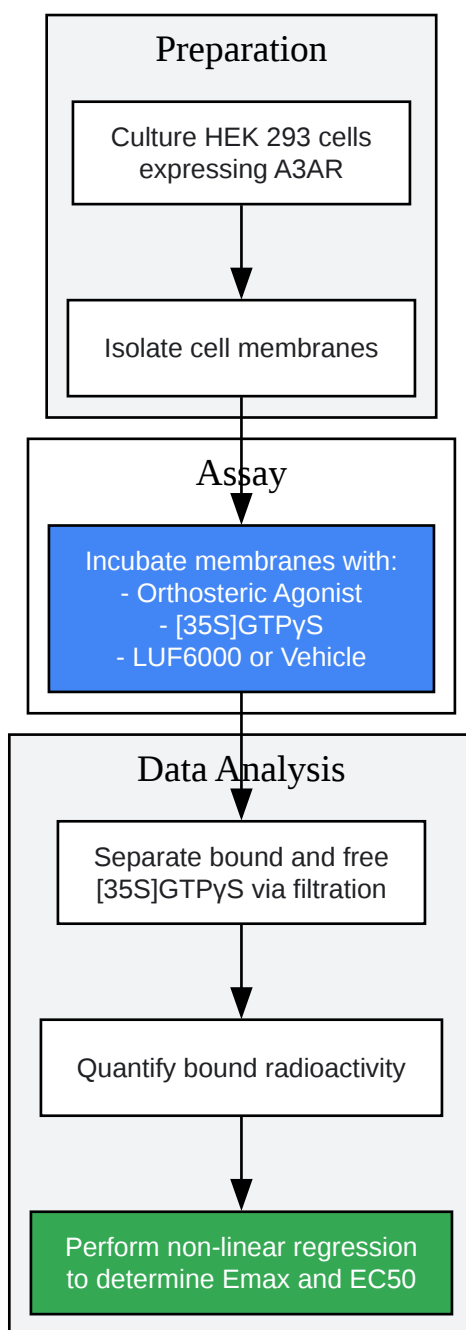 Preparation
Culture HEK 293 cells
expressing A3AR
Isolate cell membranes
Assay
Incubate membranes with:
- Orthosteric Agonist
- [35S]GTPγS
- LUF6000 or Vehicle
Data Analysis
Separate bound and free
[35S]GTPγS via filtration
Quantify bound radioactivity
Perform non-linear regression
to determine Emax and EC50